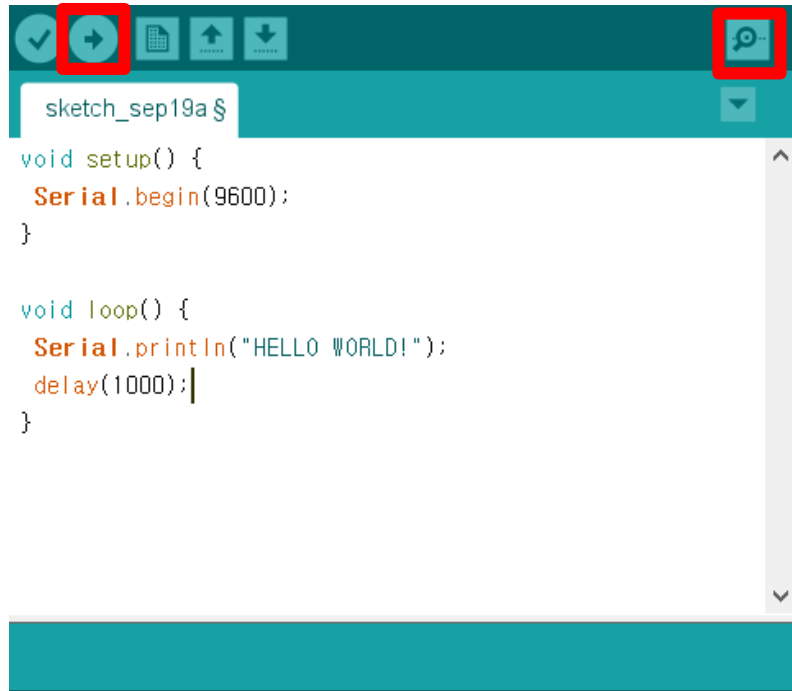 sketch_sep19a §
void setup() {
 Serial.begin(9600);
}
void loop() {
 Serial.println("HELLO WORLD!");
 delay(1000);
}